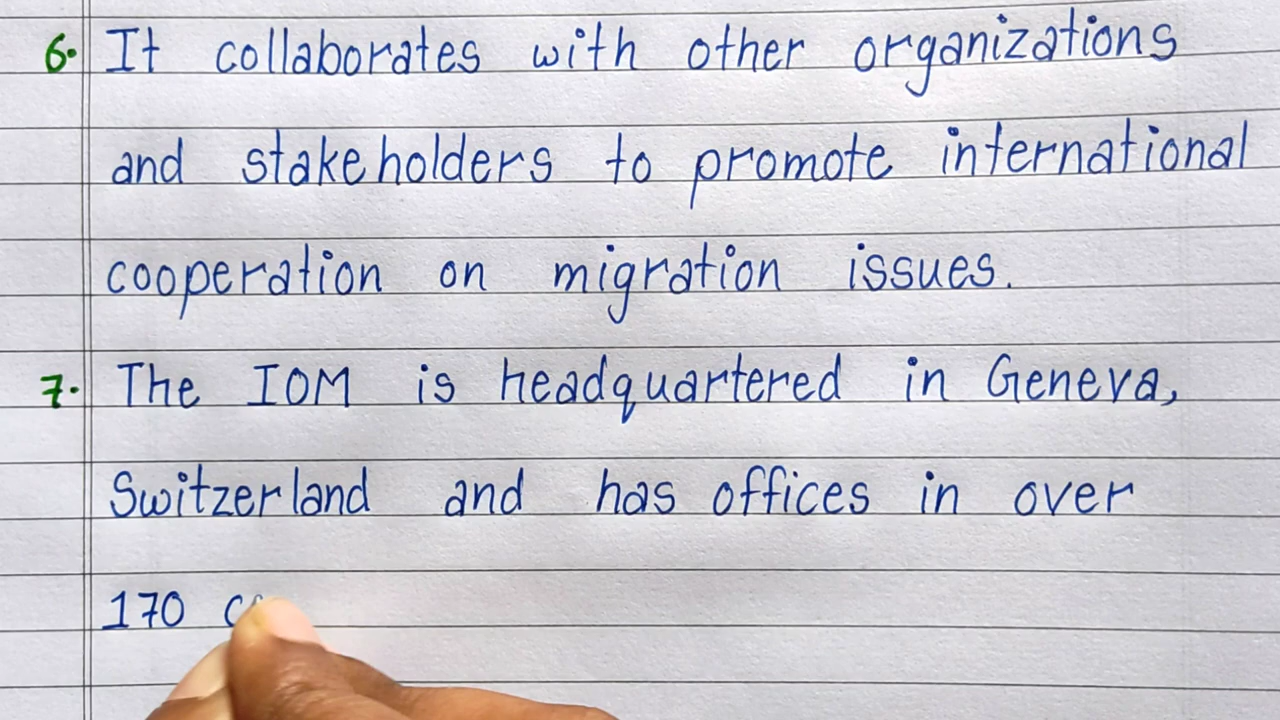 6. It collaborates with other organizations
and stakeholders to promote international
cooperation on migration issues.
7. The IOM is headquartered in Geneva,
Switzerland and has offices in over
170